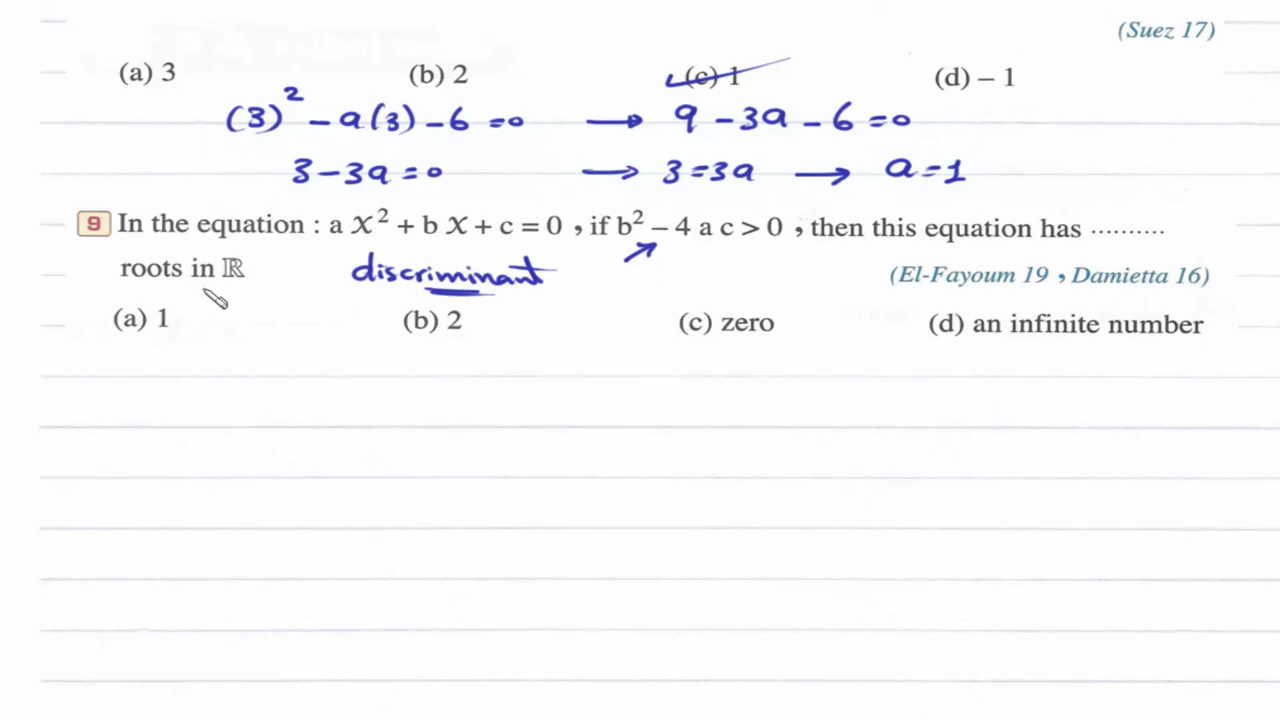 (Suez 17)
(a) 3 (b) 2 (c) 1 (d) – 1
(3)² – a(3) – 6 = 0 → 9 – 3a – 6 = 0
3 – 3a = 0 → 3 = 3a → a = 1
9 In the equation : a X² + b X + c = 0 , if b² – 4 a c > 0 , then this equation has ..........
roots in ℝ discriminant (El-Fayoum 19 , Damietta 16)
(a) 1 (b) 2 (c) zero (d) an infinite number